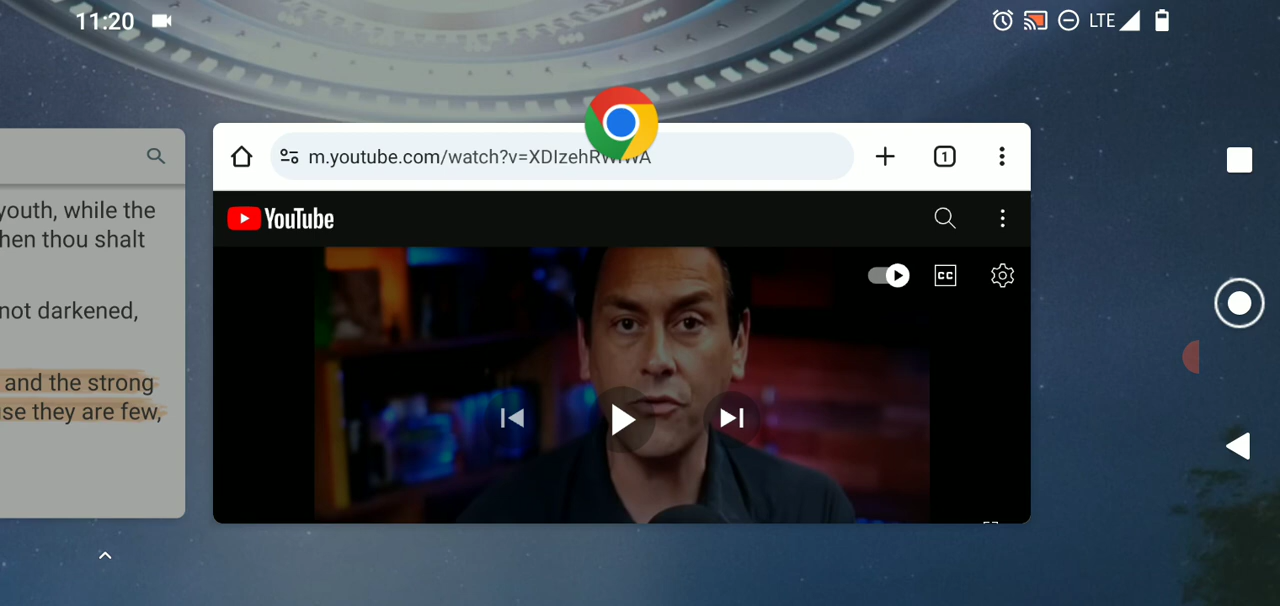 11:20
LTE
m.youtube.com/watch?v=
1
YouTube
CC
youth, while the
hen thou shalt
not darkened,
and the strong
se they are few,